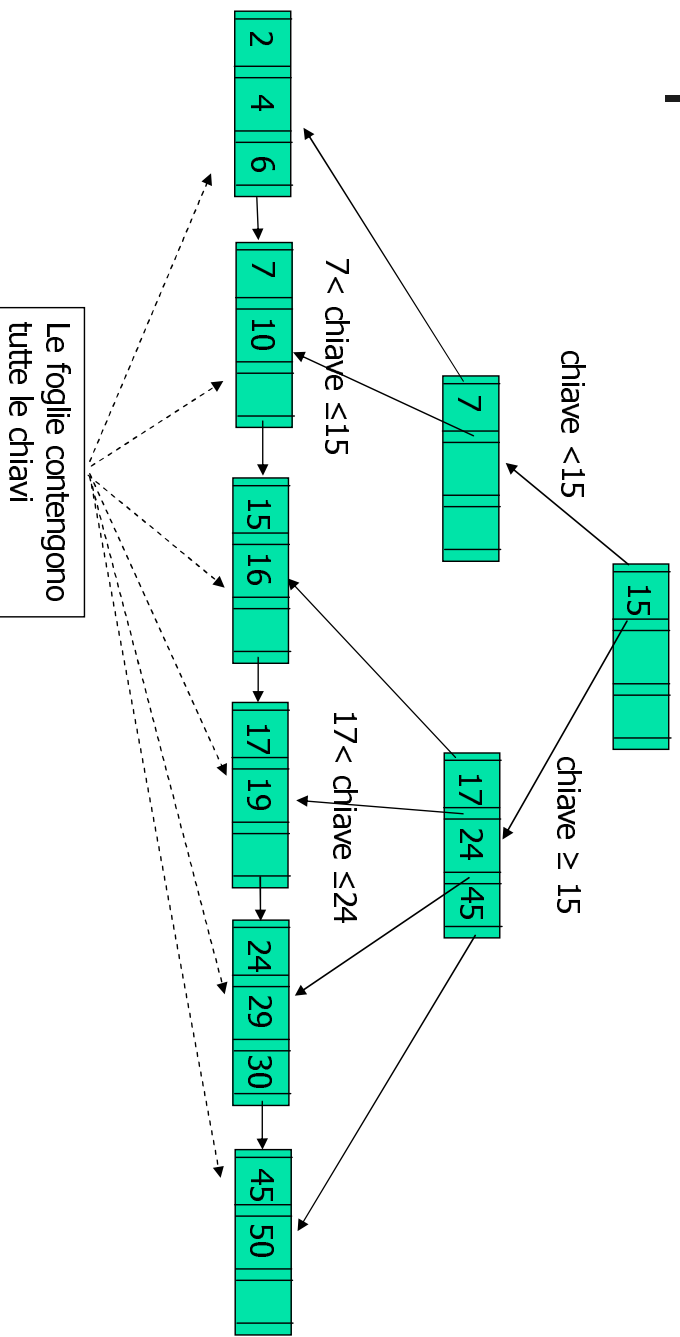 15
chiave <15
chiave ≥ 15
7
17 24 45
7< chiave ≤15
17< chiave ≤24
2 4 6
7 10
15 16
17 19
24 29 30
45 50
Le foglie contengono
tutte le chiavi